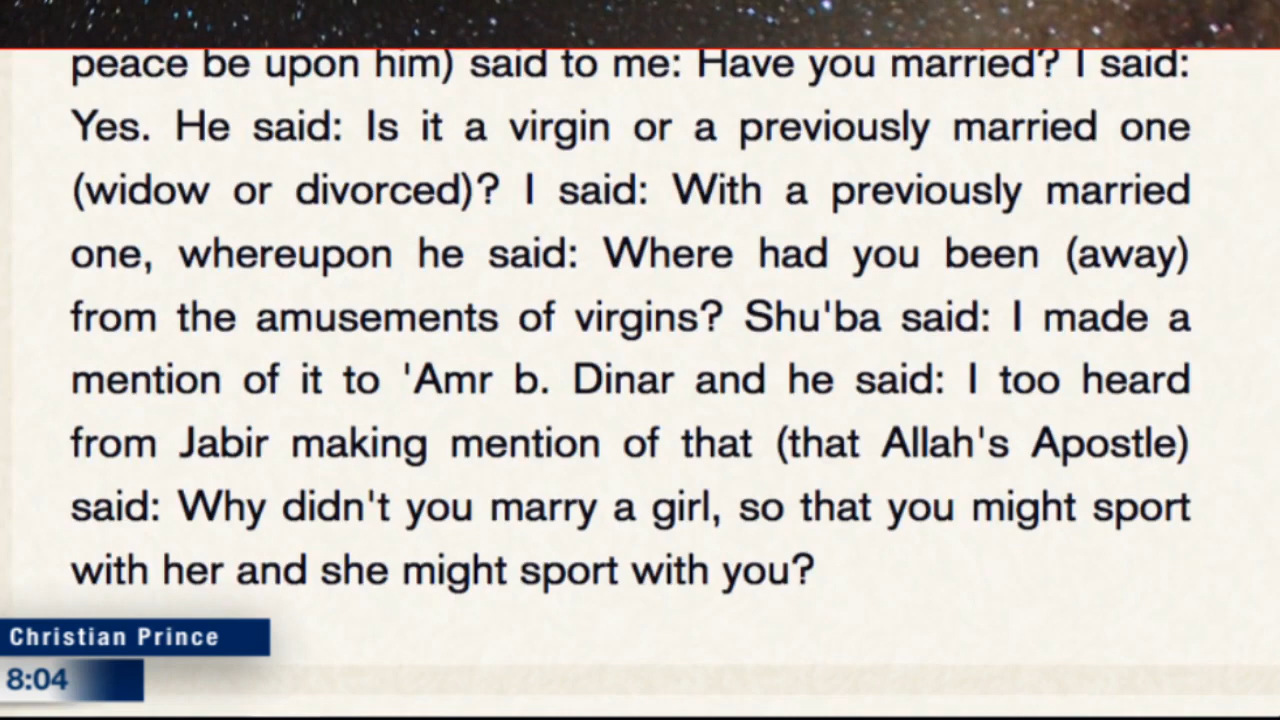 peace be upon him) said to me: Have you married? I said:
Yes. He said: Is it a virgin or a previously married one
(widow or divorced)? I said: With a previously married
one, whereupon he said: Where had you been (away)
from the amusements of virgins? Shu'ba said: I made a
mention of it to 'Amr b. Dinar and he said: I too heard
from Jabir making mention of that (that Allah's Apostle)
said: Why didn't you marry a girl, so that you might sport
with her and she might sport with you?
Christian Prince
8:04